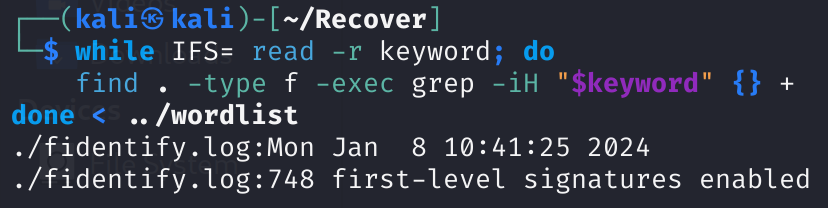 ┌──(kali㉿kali)-[~/Recover]
└─$ while IFS= read -r keyword; do
    find . -type f -exec grep -iH "$keyword" {} +
done < ../wordlist
./fidentify.log:Mon Jan  8 10:41:25 2024
./fidentify.log:748 first-level signatures enabled